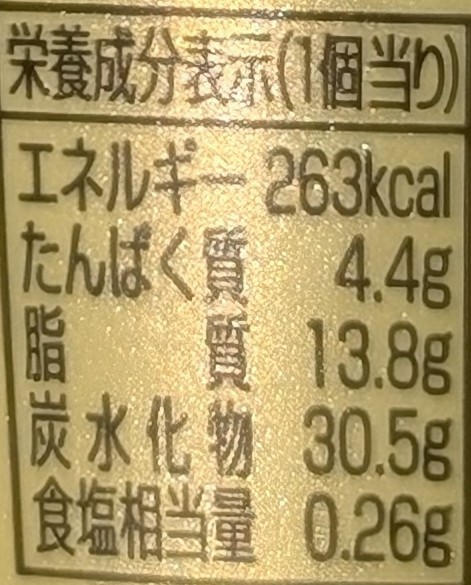 栄養成分表示(1個当り)
エネルギー 263kcal
たんぱく質 4.4g
脂質 13.8g
炭水化物 30.5g
食塩相当量 0.26g